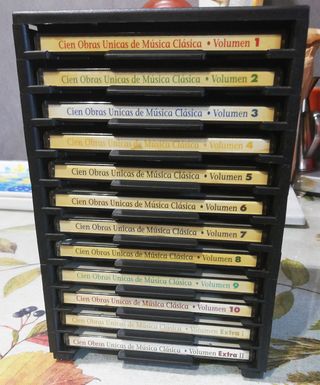 Cien Obras Unicas de Música Clásica • Volumen 1
Cien Obras Unicas de Música Clásica • Volumen 2
Cien Obras Unicas de Música Clásica • Volumen 3
Cien Obras Unicas de Música Clásica • Volumen 4
Cien Obras Unicas de Música Clásica • Volumen 5
Cien Obras Unicas de Música Clásica • Volumen 6
Cien Obras Unicas de Música Clásica • Volumen 7
Cien Obras Unicas de Música Clásica • Volumen 8
Cien Obras Unicas de Música Clásica • Volumen 9
Cien Obras Unicas de Música Clásica • Volumen 10
Cien Obras Unicas de Música Clásica • Volumen Extra I
Cien Obras Unicas de Música Clásica • Volumen Extra II